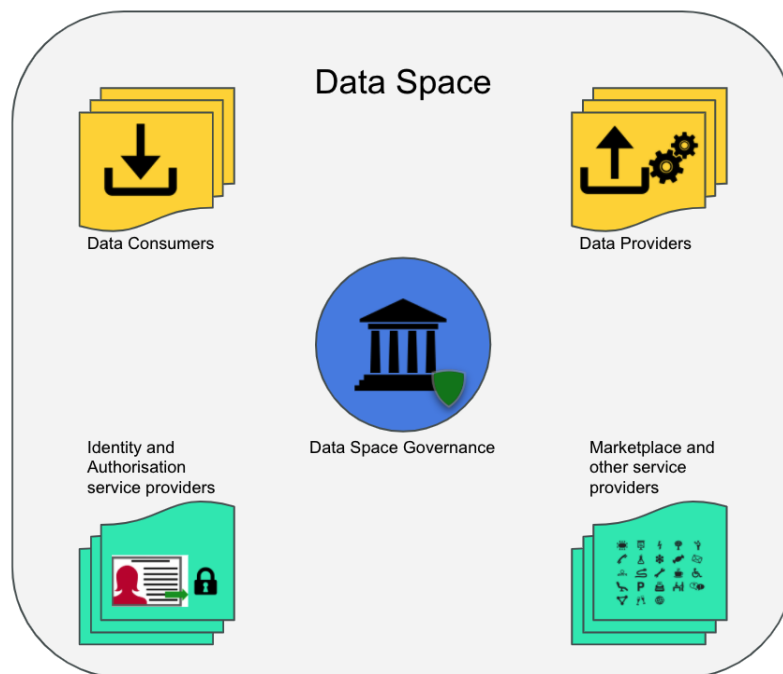 Data Space
Data Consumers
Data Providers
Data Space Governance
Identity and
Authorisation
service providers
Marketplace and
other service
providers
P